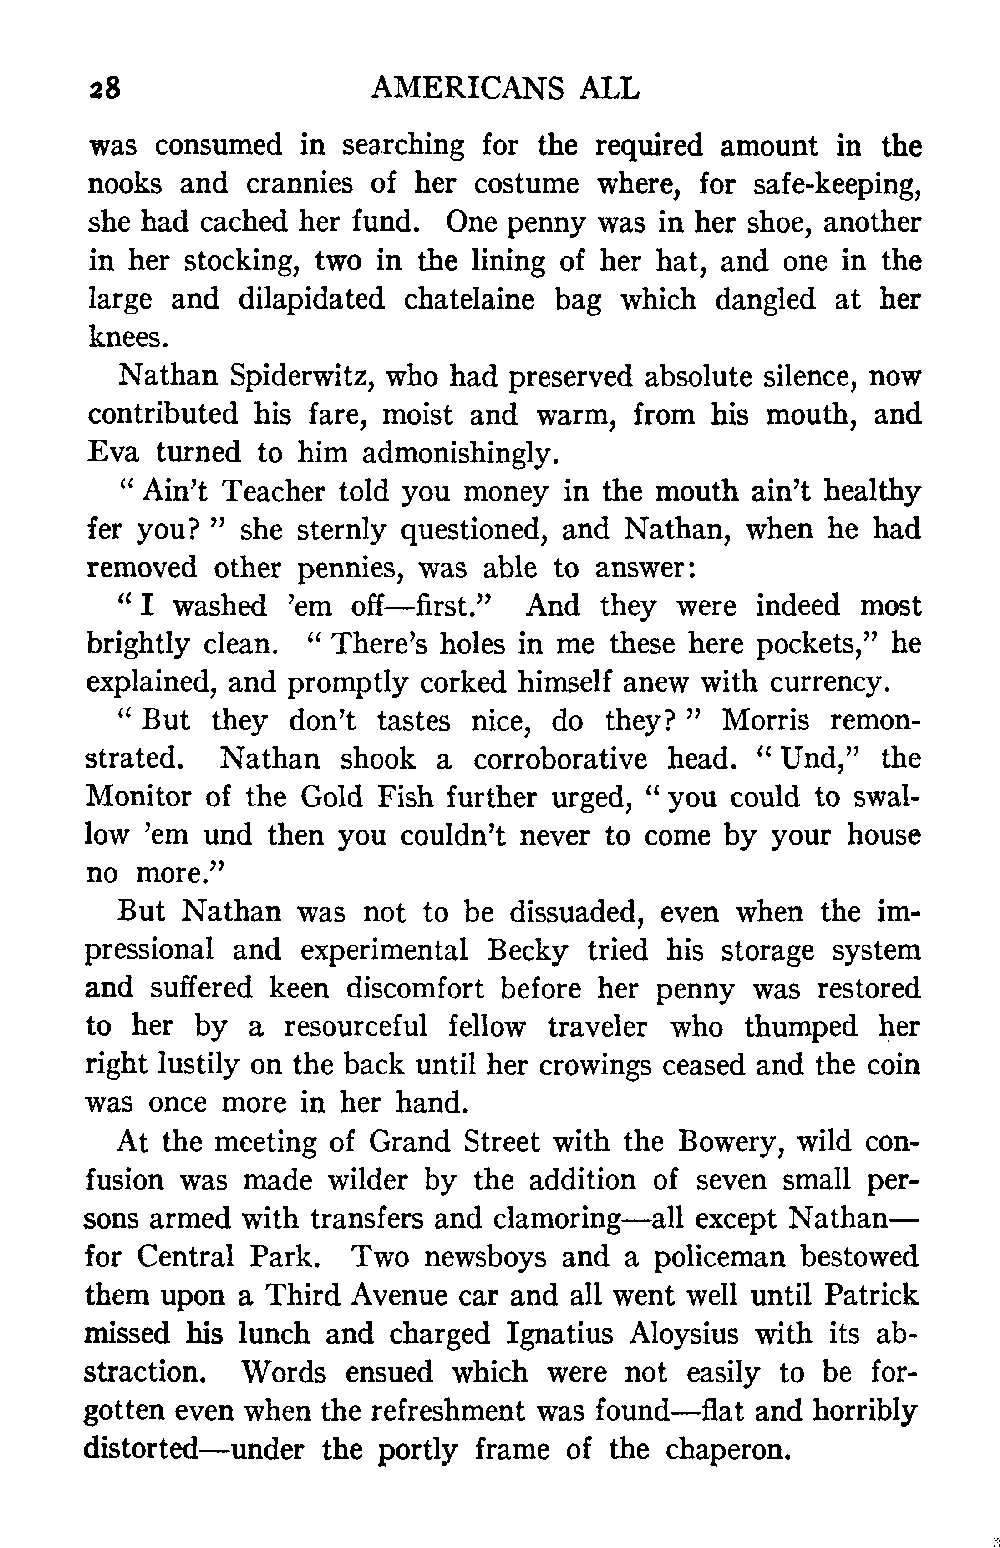 28 AMERICANS ALL
was consumed in searching for the required amount in the
nooks and crannies of her costume where, for safe-keeping,
she had cached her fund. One penny was in her shoe, another
in her stocking, two in the lining of her hat, and one in the
large and dilapidated chatelaine bag which dangled at her
knees.
Nathan Spiderwitz, who had preserved absolute silence, now
contributed his fare, moist and warm, from his mouth, and
Eva turned to him admonishingly.
“ Ain’t Teacher told you money in the mouth ain’t healthy
fer you? ” she sternly questioned, and Nathan, when he had
removed other pennies, was able to answer:
“ I washed ’em off—first.” And they were indeed most
brightly clean. “ There’s holes in me these here pockets,” he
explained, and promptly corked himself anew with currency.
“ But they don’t tastes nice, do they? ” Morris remon-
strated. Nathan shook a corroborative head. “ Und,” the
Monitor of the Gold Fish further urged, “ you could to swal-
low ’em und then you couldn’t never to come by your house
no more.”
But Nathan was not to be dissuaded, even when the im-
pressional and experimental Becky tried his storage system
and suffered keen discomfort before her penny was restored
to her by a resourceful fellow traveler who thumped her
right lustily on the back until her crowings ceased and the coin
was once more in her hand.
At the meeting of Grand Street with the Bowery, wild con-
fusion was made wilder by the addition of seven small per-
sons armed with transfers and clamoring—all except Nathan—
for Central Park. Two newsboys and a policeman bestowed
them upon a Third Avenue car and all went well until Patrick
missed his lunch and charged Ignatius Aloysius with its ab-
straction. Words ensued which were not easily to be for-
gotten even when the refreshment was found—flat and horribly
distorted—under the portly frame of the chaperon.